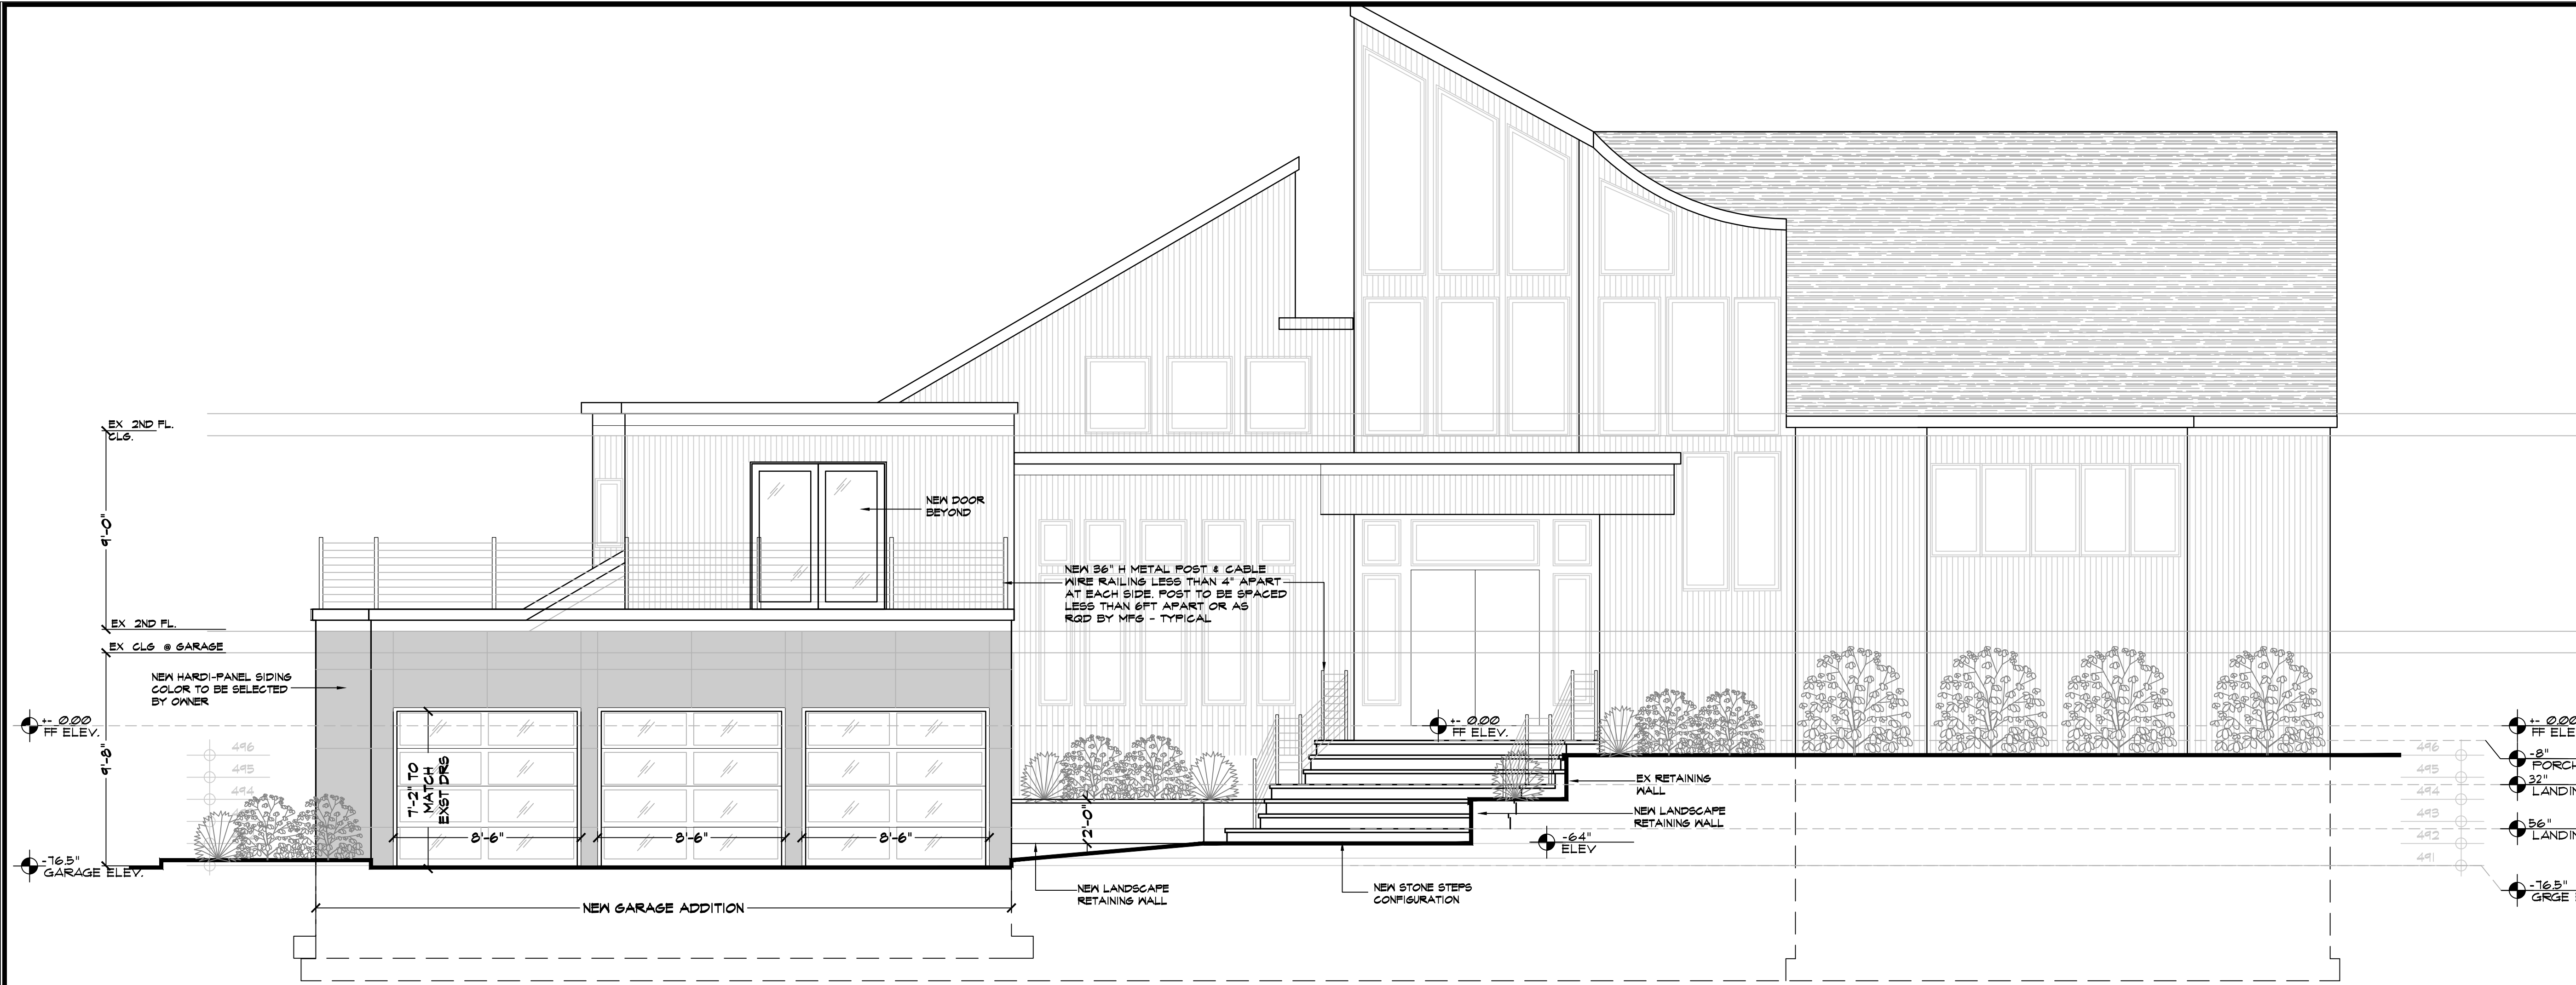 EX 2ND FL.
CLG.
9'-0"
EX 2ND FL.
EX CLG @ GARAGE
NEW HARDI-PANEL SIDING
COLOR TO BE SELECTED
BY OWNER
+- 0.00
FF ELEV.
9'-8"
496
495
494
-76.5"
GARAGE ELEV.
7'-2" TO
MATCH
EXST DRS
8'-6"
8'-6"
8'-6"
NEW GARAGE ADDITION
NEW DOOR
BEYOND
NEW 36" H METAL POST & CABLE
WIRE RAILING LESS THAN 4" APART
AT EACH SIDE. POST TO BE SPACED
LESS THAN 6FT APART OR AS
RQD BY MFG - TYPICAL
2'-0"
NEW LANDSCAPE
RETAINING WALL
NEW STONE STEPS
CONFIGURATION
+- 0.00
FF ELEV.
EX RETAINING
WALL
NEW LANDSCAPE
RETAINING WALL
-64"
ELEV
496
495
494
493
492
491
+- 0.00
FF ELE
-8"
PORCH
32"
LANDIN
56"
LANDIN
-76.5"
GRGE